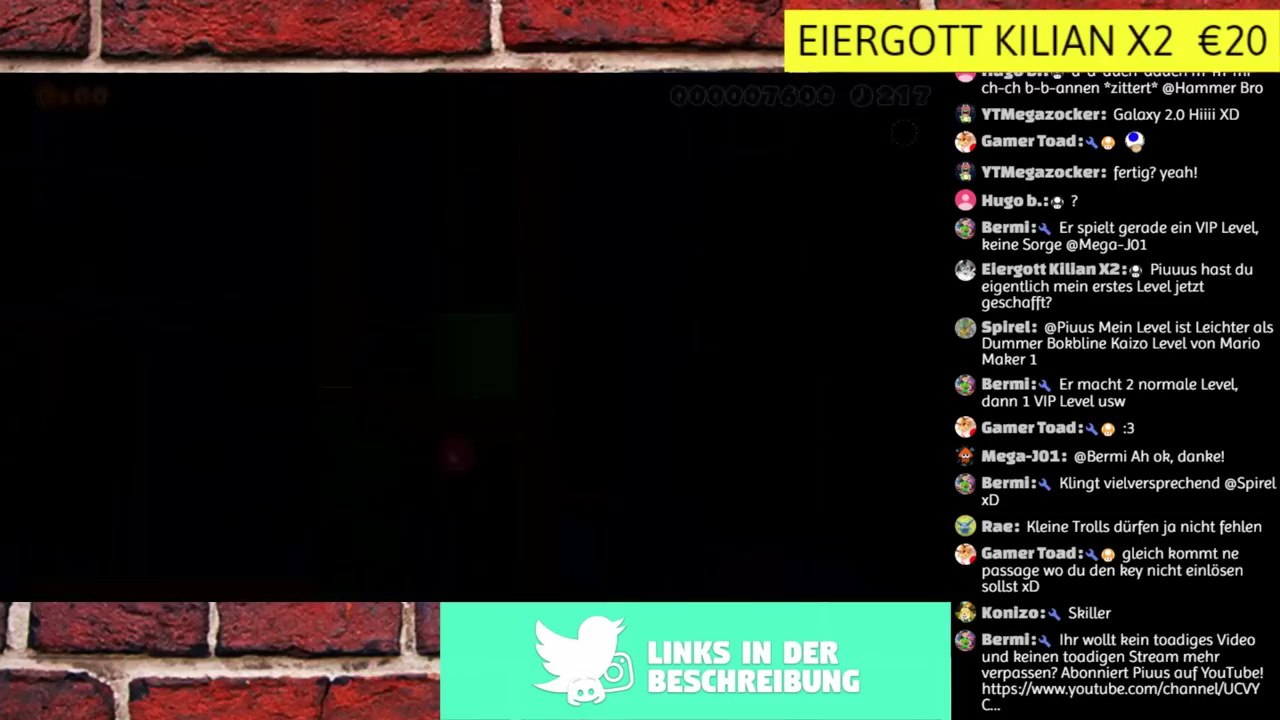 EIERGOTT KILIAN X2 €20
000007600 217
ch-ch b-b-annen *zittert* @Hammer Bro
YTMegazocker: Galaxy 2.0 Hiiii XD
Gamer Toad:
YTMegazocker: fertig? yeah!
Hugo b.: ?
Bermi: Er spielt gerade ein VIP Level,
keine Sorge @Mega-J01
Eiergott Kilian X2: Piuuus hast du
eigentlich mein erstes Level jetzt
geschafft?
Spirel: @Piuus Mein Level ist Leichter als
Dummer Bokbline Kaizo Level von Mario
Maker 1
Bermi: Er macht 2 normale Level,
dann 1 VIP Level usw
Gamer Toad: :3
Mega-J01: @Bermi Ah ok, danke!
Bermi: Klingt vielversprechend @Spirel
xD
Rae: Kleine Trolls dürfen ja nicht fehlen
Gamer Toad: gleich kommt ne
passage wo du den key nicht einlösen
sollst xD
Konizo: Skiller
Bermi: Ihr wollt kein toadiges Video
und keinen toadigen Stream mehr
verpassen? Abonniert Piuus auf YouTube!
https://www.youtube.com/channel/UCVY
C...
LINKS IN DER
BESCHREIBUNG